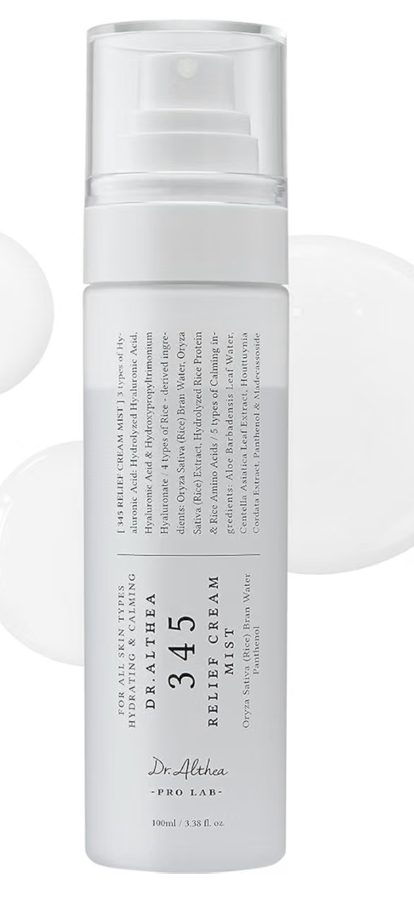 [ 345 RELIEF CREAM MIST ] 3 types of Hy-
aluronic Acid: Hydrolyzed Hyaluronic Acid,
Hyaluronic Acid & Hydroxypropyltrimonium
Hyaluronate / 4 types of Rice - derived ingre-
dients: Oryza Sativa (Rice) Bran Water, Oryza
Sativa (Rice) Extract, Hydrolyzed Rice Protein
& Rice Amino Acids / 5 types of Calming in-
gredients: Aloe Barbadensis Leaf Water,
Centella Asiatica Leaf Extract, Houttuynia
Cordata Extract, Panthenol & Madecassoside
FOR ALL SKIN TYPES
HYDRATING & CALMING
DR.ALTHEA
345
RELIEF CREAM
MIST
Oryza Sativa (Rice) Bran Water
Panthenol
Dr.Althea
-PRO LAB-
100ml / 3.38 fl. oz.